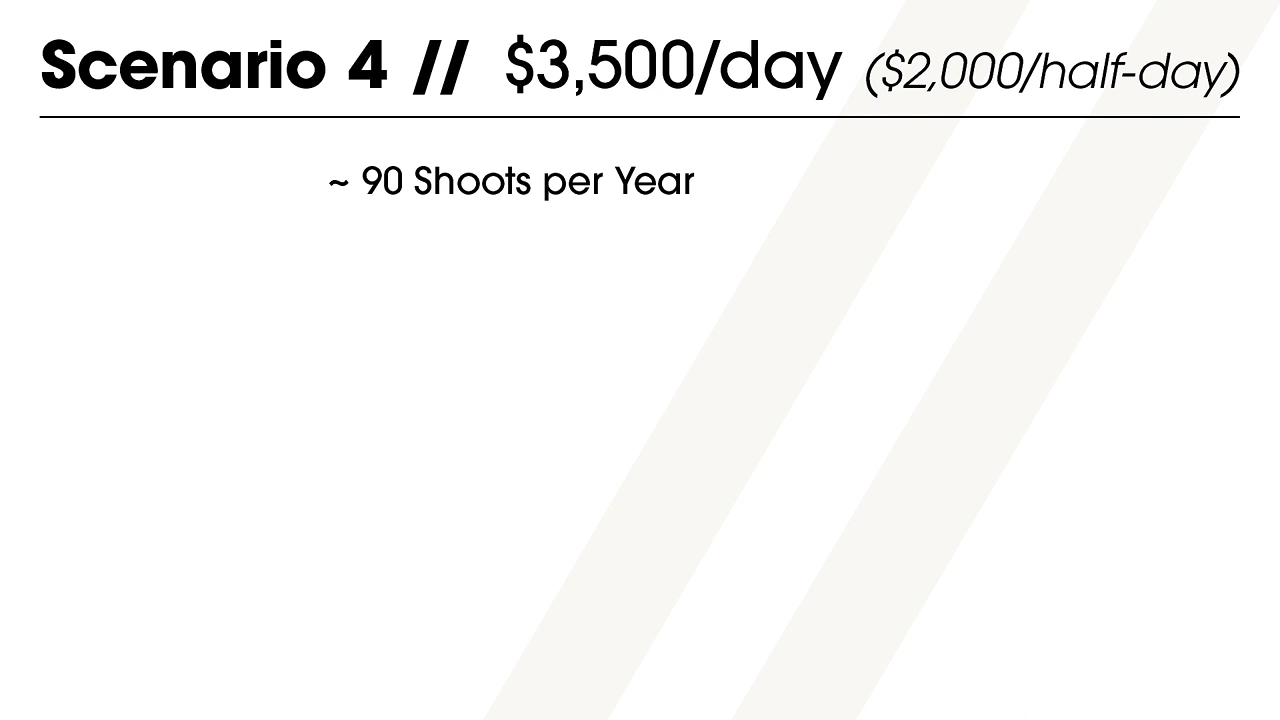 Scenario 4 // $3,500/day ($2,000/half-day)
~ 90 Shoots per Year